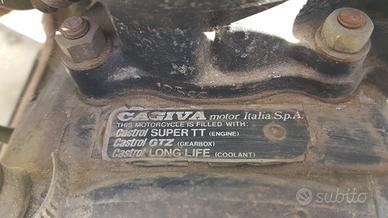 CAGIVA motor Italia S.p.A.
THIS MOTORCYCLE IS FILLED WITH:
Castrol SUPER TT (ENGINE)
Castrol GTZ (GEARBOX)
Castrol LONG LIFE (COOLANT)
subito